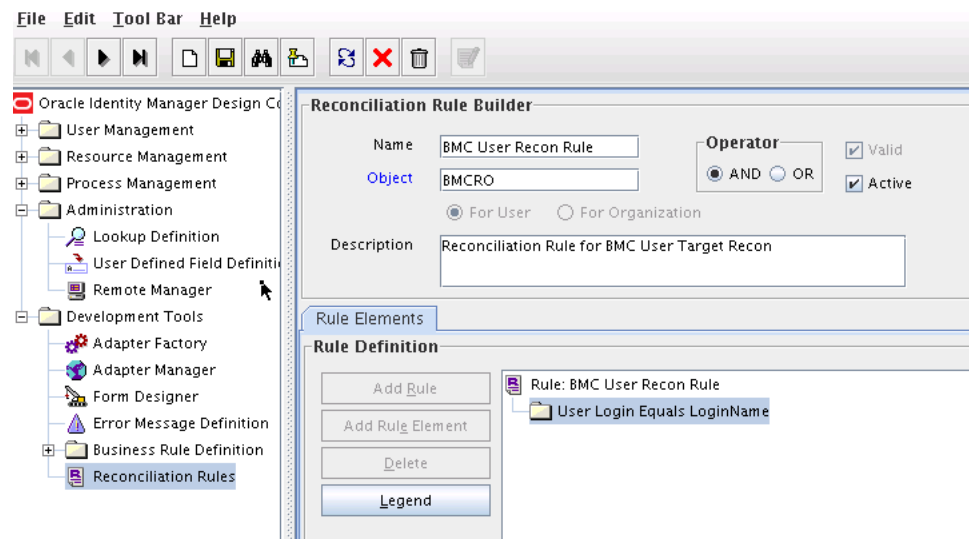 File Edit Tool Bar Help
Oracle Identity Manager Design Co
User Management
Resource Management
Process Management
Administration
Lookup Definition
User Defined Field Definiti
Remote Manager
Development Tools
Adapter Factory
Adapter Manager
Form Designer
Error Message Definition
Business Rule Definition
Reconciliation Rules
Reconciliation Rule Builder
Name BMC User Recon Rule
Object BMCRO
Operator
AND OR
Valid
Active
For User For Organization
Description Reconciliation Rule for BMC User Target Recon
Rule Elements
Rule Definition
Add Rule
Add Rule Element
Delete
Legend
Rule: BMC User Recon Rule
User Login Equals LoginName